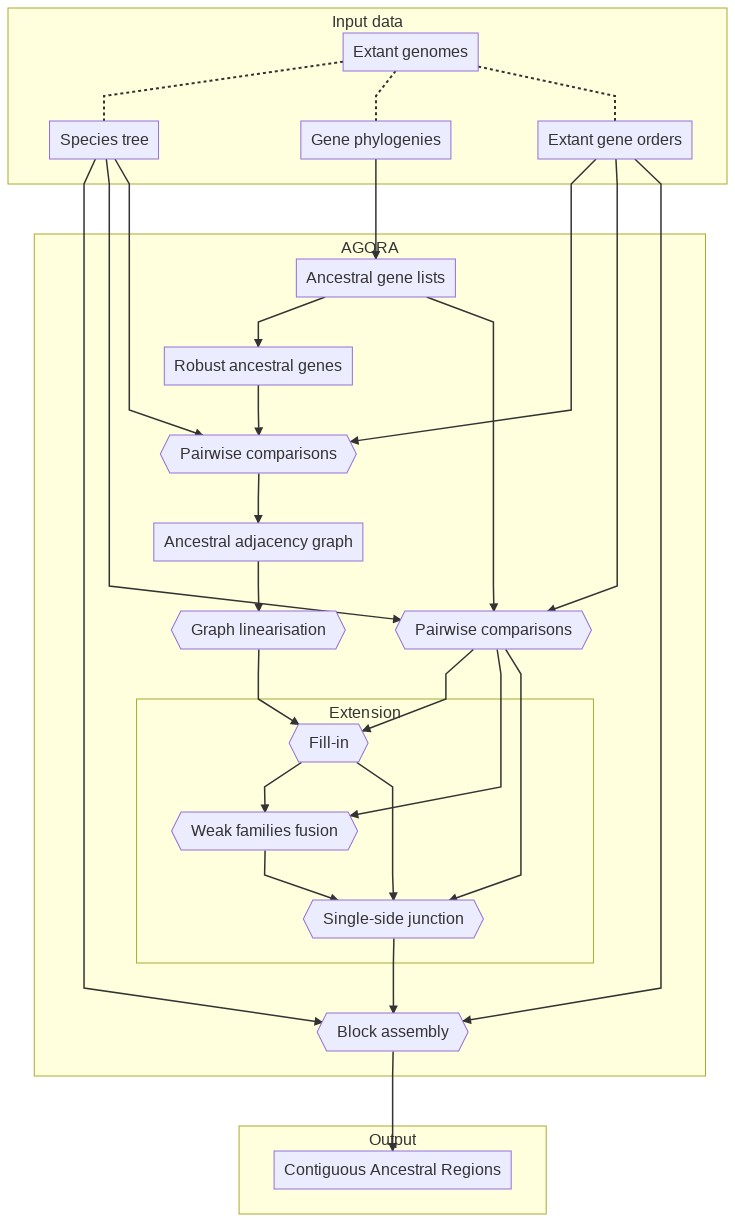 Input data
Extant genomes
Species tree
Gene phylogenies
Extant gene orders
AGORA
Ancestral gene lists
Robust ancestral genes
Pairwise comparisons
Ancestral adjacency graph
Graph linearisation
Pairwise comparisons
Extension
Fill-in
Weak families fusion
Single-side junction
Block assembly
Output
Contiguous Ancestral Regions